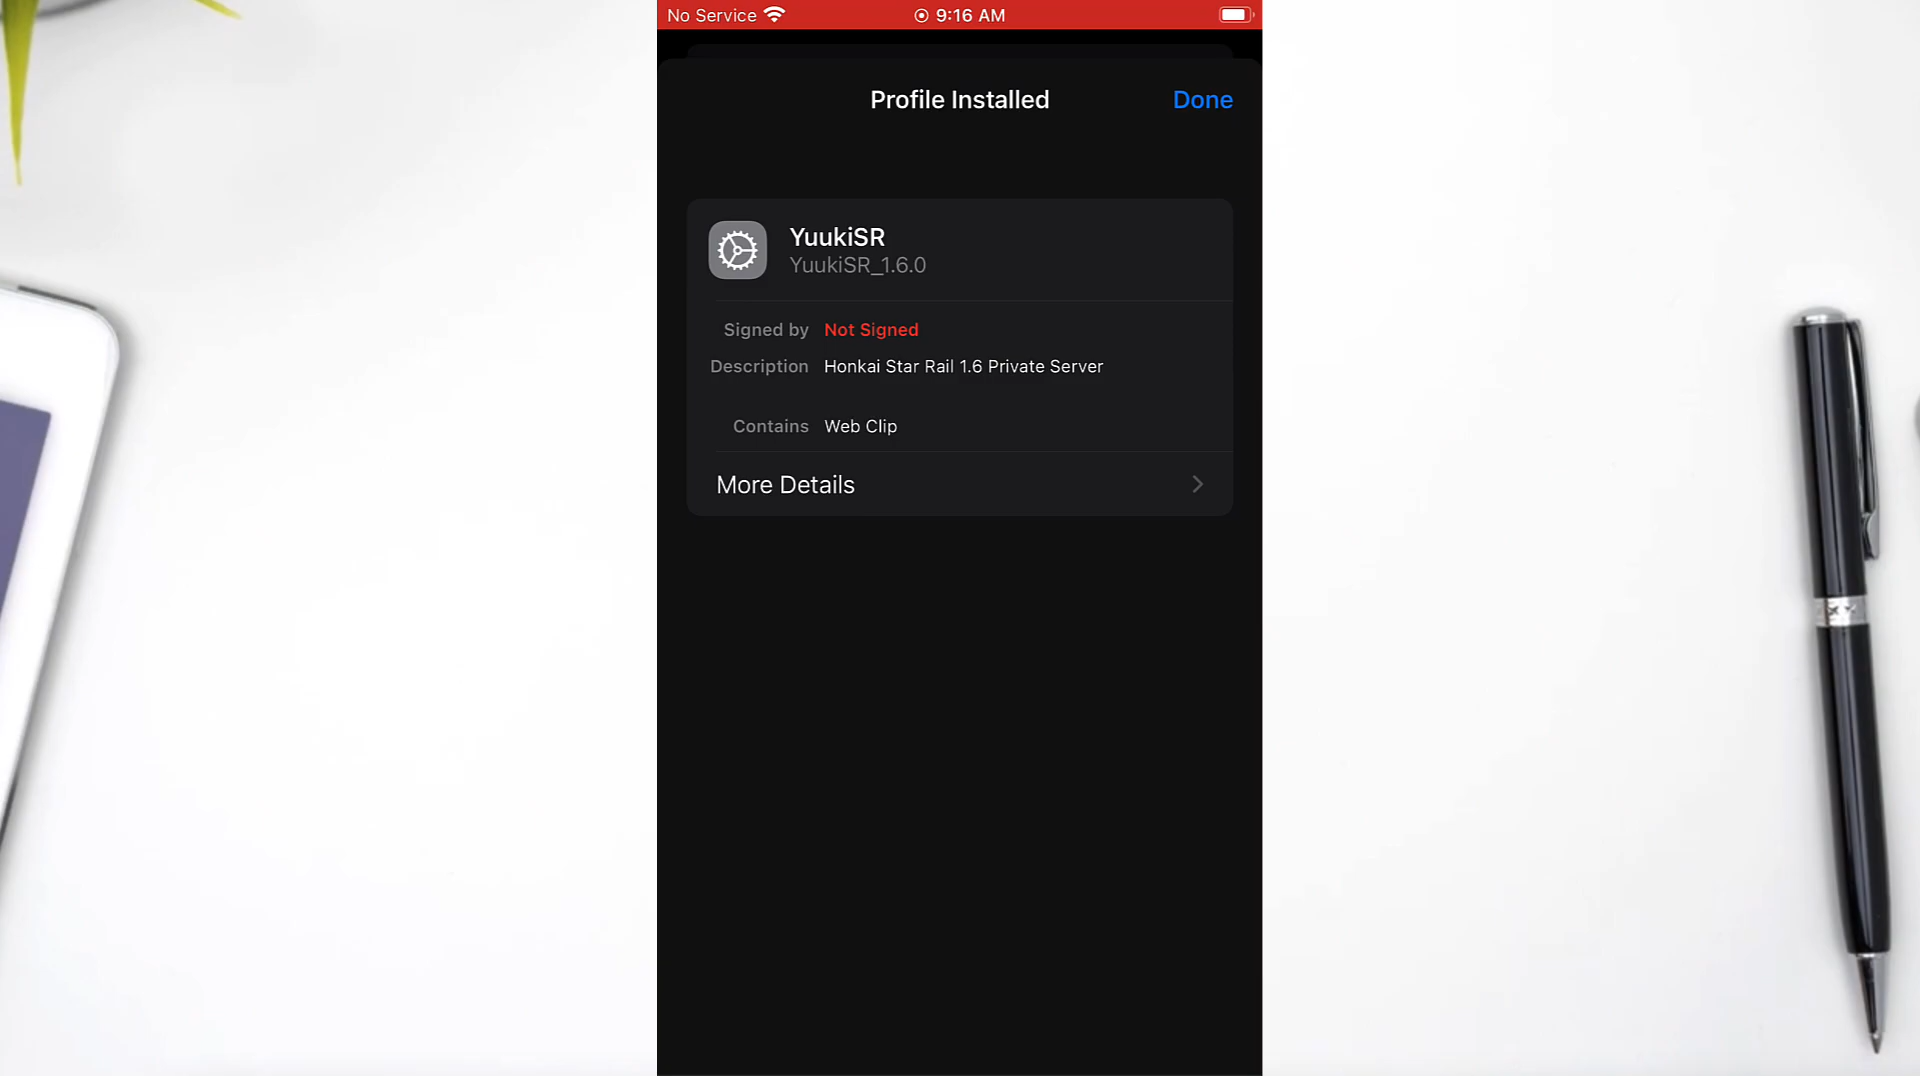 No Service 9:16 AM
Profile Installed Done
YuukiSR
YuukiSR_1.6.0
Signed by Not Signed
Description Honkai Star Rail 1.6 Private Server
Contains Web Clip
More Details